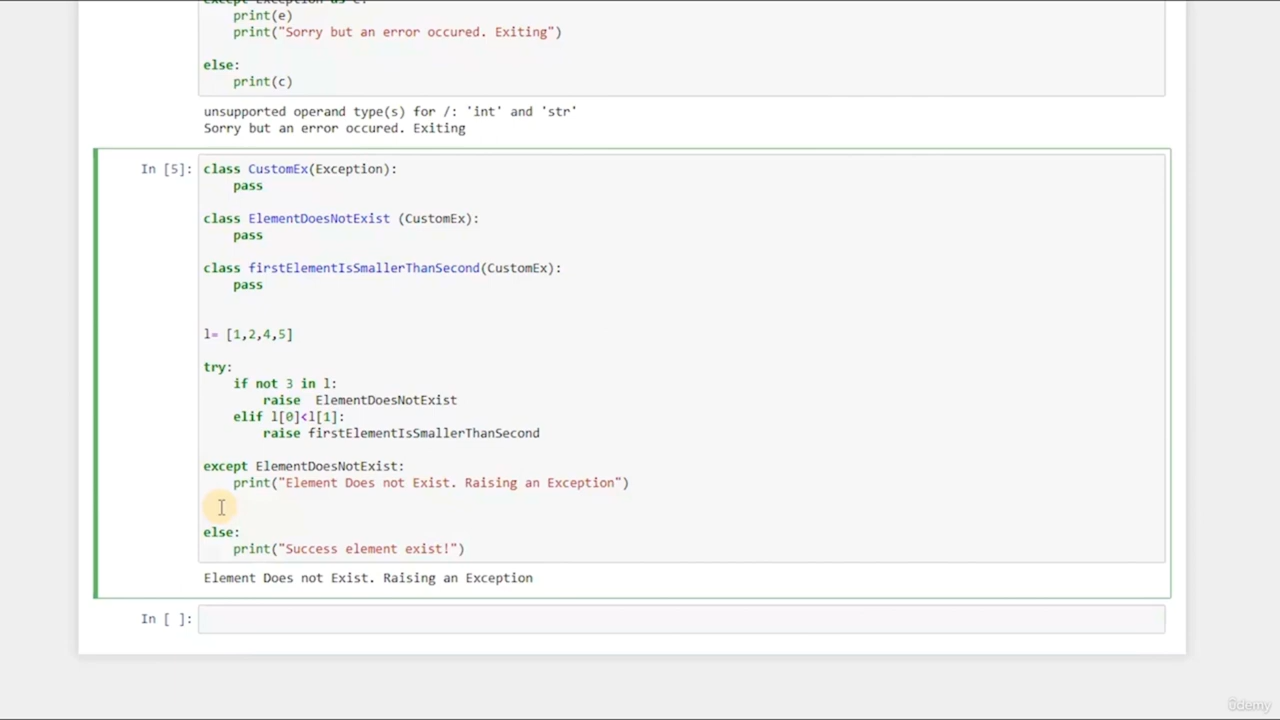 except Exception as e:
    print(e)
    print("Sorry but an error occured. Exiting")
else:
    print(c)
unsupported operand type(s) for /: 'int' and 'str'
Sorry but an error occured. Exiting
In [5]: class CustomEx(Exception):
    pass
class ElementDoesNotExist (CustomEx):
    pass
class firstElementIsSmallerThanSecond(CustomEx):
    pass
l= [1,2,4,5]
try:
    if not 3 in l:
        raise  ElementDoesNotExist
    elif l[0]<l[1]:
        raise firstElementIsSmallerThanSecond
except ElementDoesNotExist:
    print("Element Does not Exist. Raising an Exception")
else:
    print("Success element exist!")
Element Does not Exist. Raising an Exception
In [ ]:
ûdemy